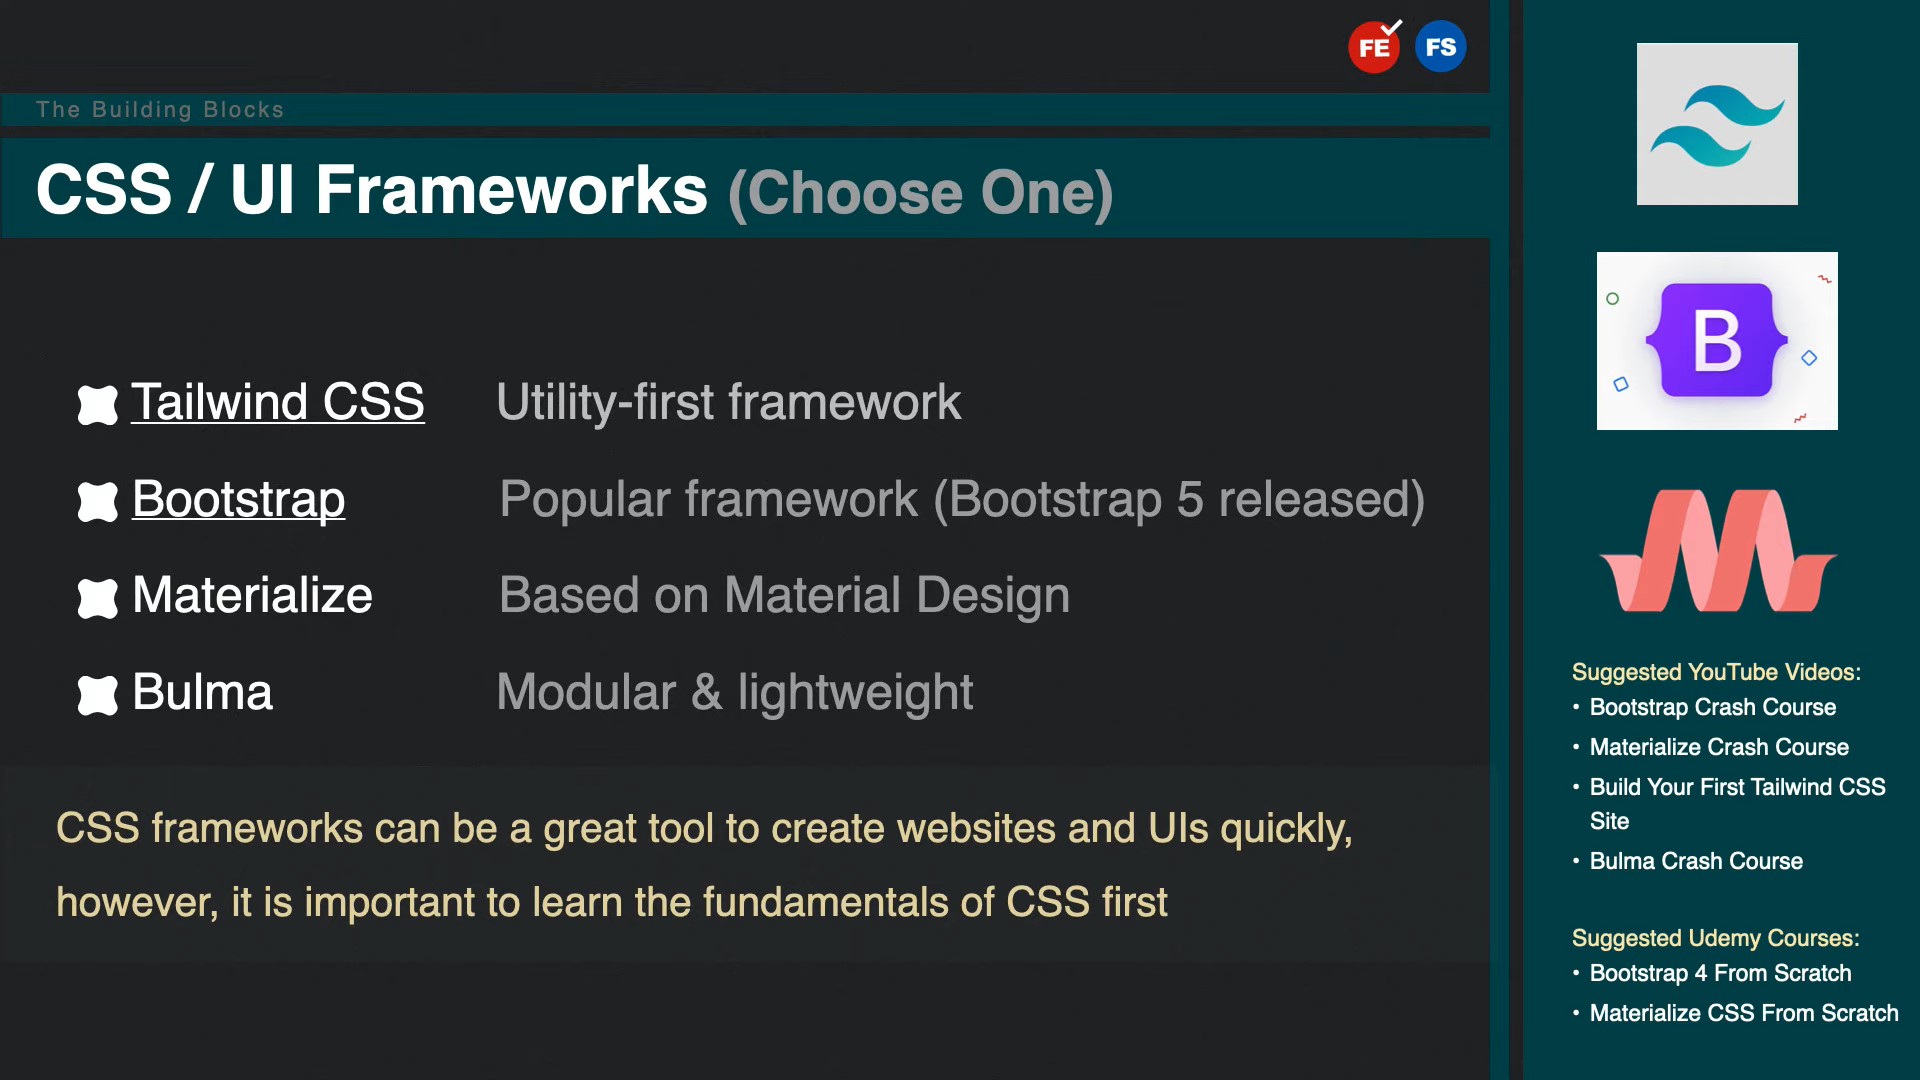 FE FS
The Building Blocks
CSS / UI Frameworks (Choose One)
Tailwind CSS Utility-first framework
Bootstrap Popular framework (Bootstrap 5 released)
Materialize Based on Material Design
Bulma Modular & lightweight
CSS frameworks can be a great tool to create websites and UIs quickly,
however, it is important to learn the fundamentals of CSS first
B
Suggested YouTube Videos:
• Bootstrap Crash Course
• Materialize Crash Course
• Build Your First Tailwind CSS
Site
• Bulma Crash Course
Suggested Udemy Courses:
• Bootstrap 4 From Scratch
• Materialize CSS From Scratch